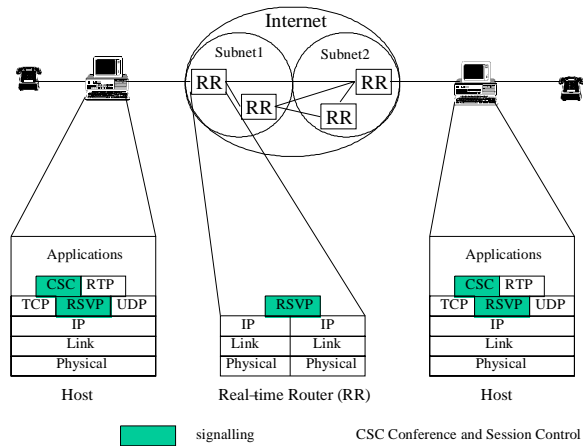 Internet
Subnet1 Subnet2
RR RR
RR RR
Applications
CSC RTP
TCP RSVP UDP
IP
Link
Physical
Host
RSVP
IP IP
Link Link
Physical Physical
Real-time Router (RR)
Applications
CSC RTP
TCP RSVP UDP
IP
Link
Physical
Host
signalling
CSC Conference and Session Control